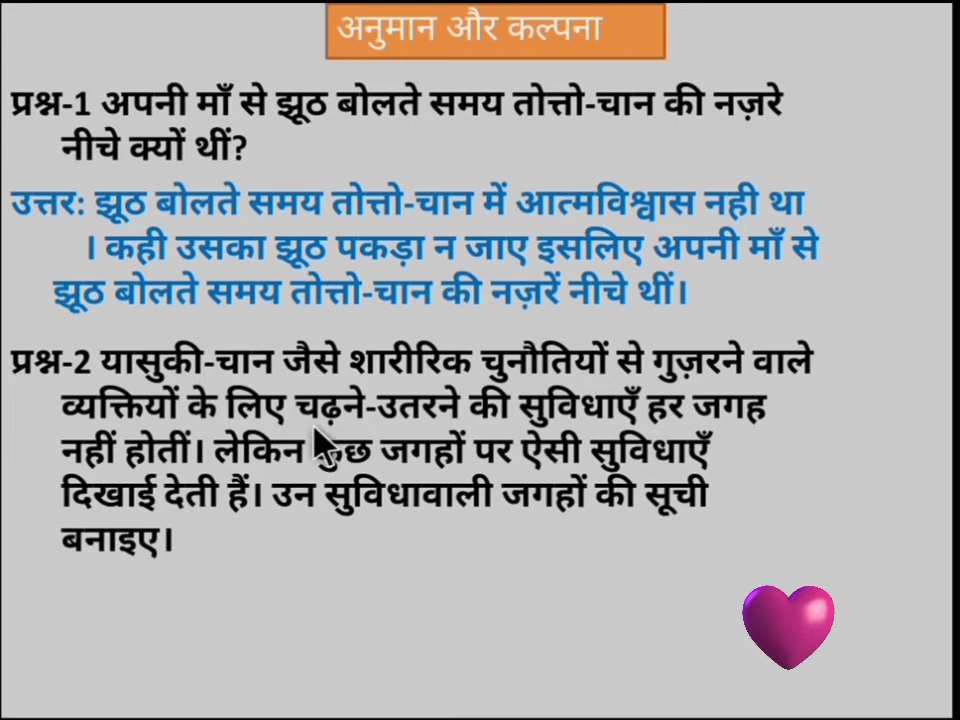 अनुमान और कल्पना
प्रश्न-1 अपनी माँ से झूठ बोलते समय तोत्तो-चान की नज़रे
नीचे क्यों थीं?
उत्तर: झूठ बोलते समय तोत्तो-चान में आत्मविश्वास नही था
। कही उसका झूठ पकड़ा न जाए इसलिए अपनी माँ से
झूठ बोलते समय तोत्तो-चान की नज़रें नीचे थीं।
प्रश्न-2 यासुकी-चान जैसे शारीरिक चुनौतियों से गुज़रने वाले
व्यक्तियों के लिए चढ़ने-उतरने की सुविधाएँ हर जगह
नहीं होतीं। लेकिन कुछ जगहों पर ऐसी सुविधाएँ
दिखाई देती हैं। उन सुविधावाली जगहों की सूची
बनाइए।